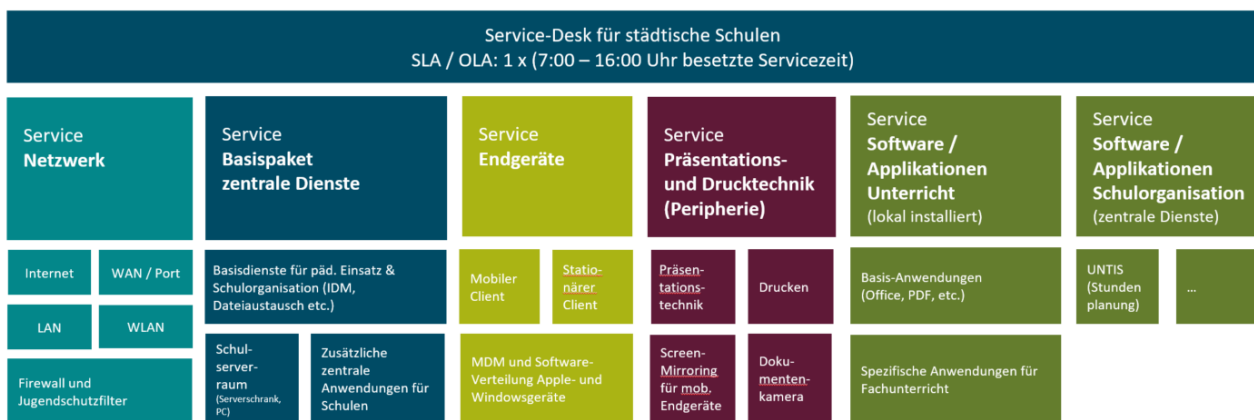 Service-Desk für städtische Schulen
SLA / OLA: 1 x (7:00 – 16:00 Uhr besetzte Servicezeit)
Service
Netzwerk
Service
Basispaket
zentrale Dienste
Service
Endgeräte
Service
Präsentations-
und Drucktechnik
(Peripherie)
Service
Software /
Applikationen
Unterricht
(lokal installiert)
Service
Software /
Applikationen
Schulorganisation
(zentrale Dienste)
Internet
WAN / Port
LAN
WLAN
Firewall und
Jugendschutzfilter
Basisdienste für päd. Einsatz &
Schulorganisation (IDM,
Dateiaustausch etc.)
Schul-
server-
raum
(Serverschrank,
PC)
Zusätzliche
zentrale
Anwendungen für
Schulen
Mobiler
Client
Statio-
närer
Client
MDM und Software-
Verteilung Apple- und
Windowsgeräte
Präsen-
tations-
technik
Drucken
Screen-
Mirroring
für mob.
Endgeräte
Doku-
menten-
kamera
Basis-Anwendungen
(Office, PDF, etc.)
Spezifische Anwendungen für
Fachunterricht
UNTIS
(Stunden
planung)
...